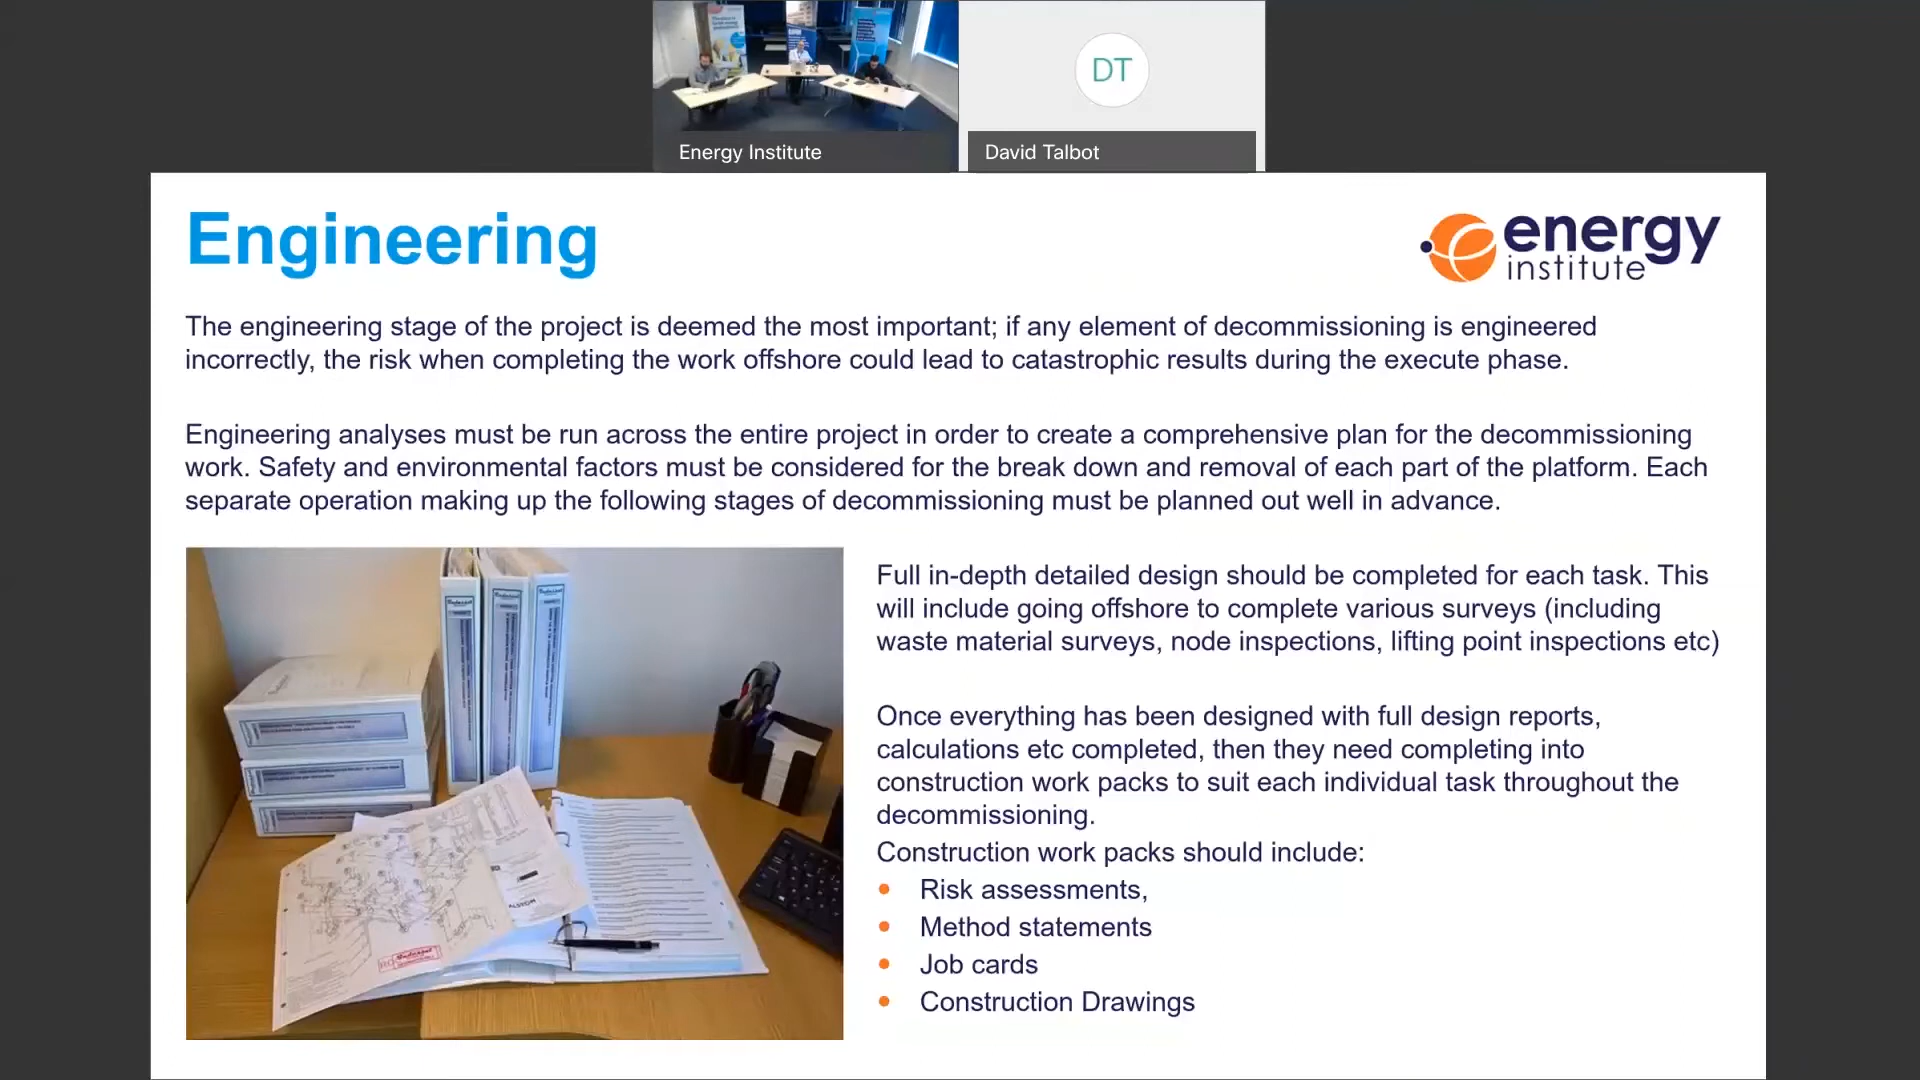 DT
Energy Institute
David Talbot
Engineering
energy
institute
The engineering stage of the project is deemed the most important; if any element of decommissioning is engineered
incorrectly, the risk when completing the work offshore could lead to catastrophic results during the execute phase.
Engineering analyses must be run across the entire project in order to create a comprehensive plan for the decommissioning
work. Safety and environmental factors must be considered for the break down and removal of each part of the platform. Each
separate operation making up the following stages of decommissioning must be planned out well in advance.
Full in-depth detailed design should be completed for each task. This
will include going offshore to complete various surveys (including
waste material surveys, node inspections, lifting point inspections etc)
Once everything has been designed with full design reports,
calculations etc completed, then they need completing into
construction work packs to suit each individual task throughout the
decommissioning.
Construction work packs should include:
• Risk assessments,
• Method statements
• Job cards
• Construction Drawings
ALSTOM